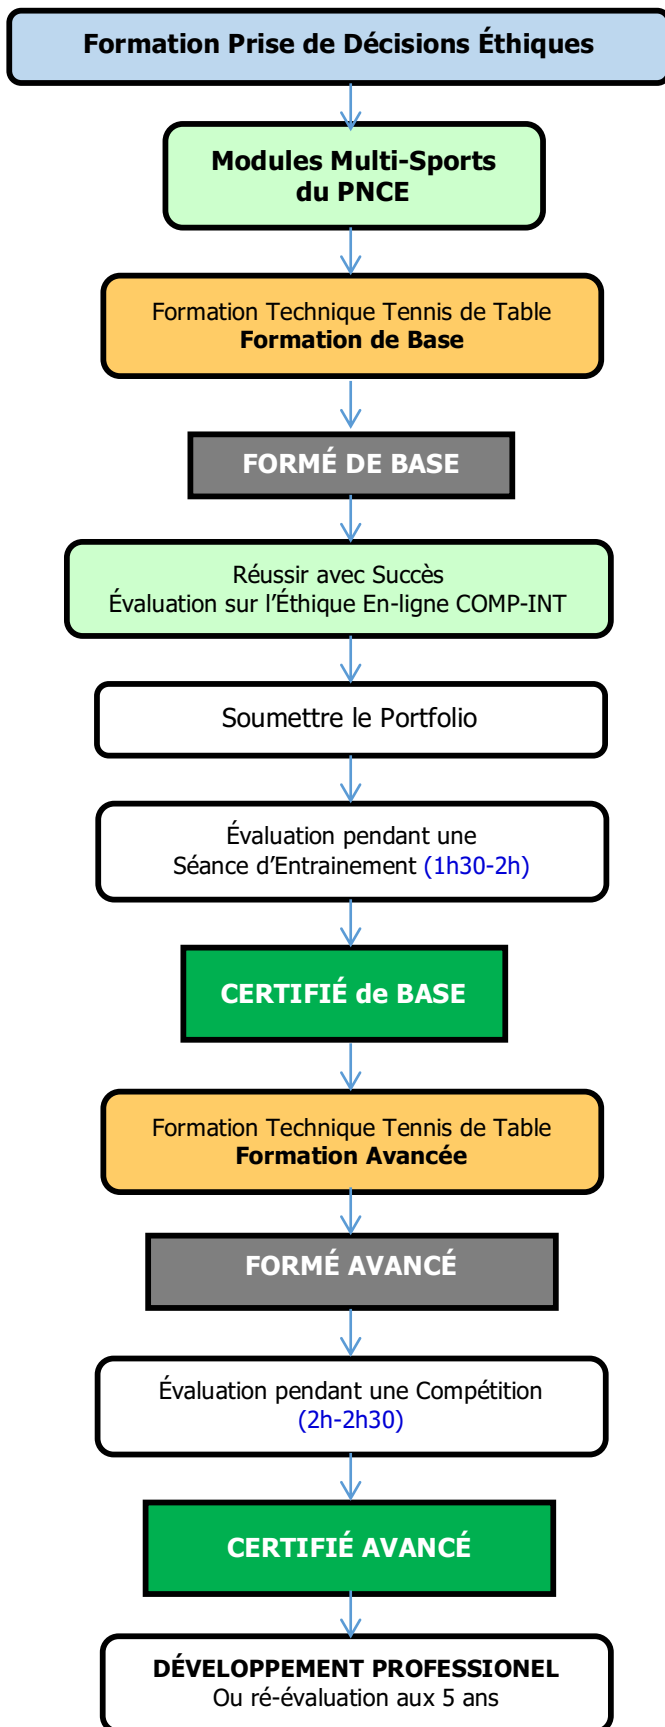 Formation Prise de Décisions Éthiques
Modules Multi-Sports
du PNCE
Formation Technique Tennis de Table
Formation de Base
FORMÉ DE BASE
Réussir avec Succès
Évaluation sur l’Éthique En-ligne COMP-INT
Soumettre le Portfolio
Évaluation pendant une
Séance d’Entrainement (1h30-2h)
CERTIFIÉ de BASE
Formation Technique Tennis de Table
Formation Avancée
FORMÉ AVANCÉ
Évaluation pendant une Compétition
(2h-2h30)
CERTIFIÉ AVANCÉ
DÉVELOPPEMENT PROFESSIONEL
Ou ré-évaluation aux 5 ans